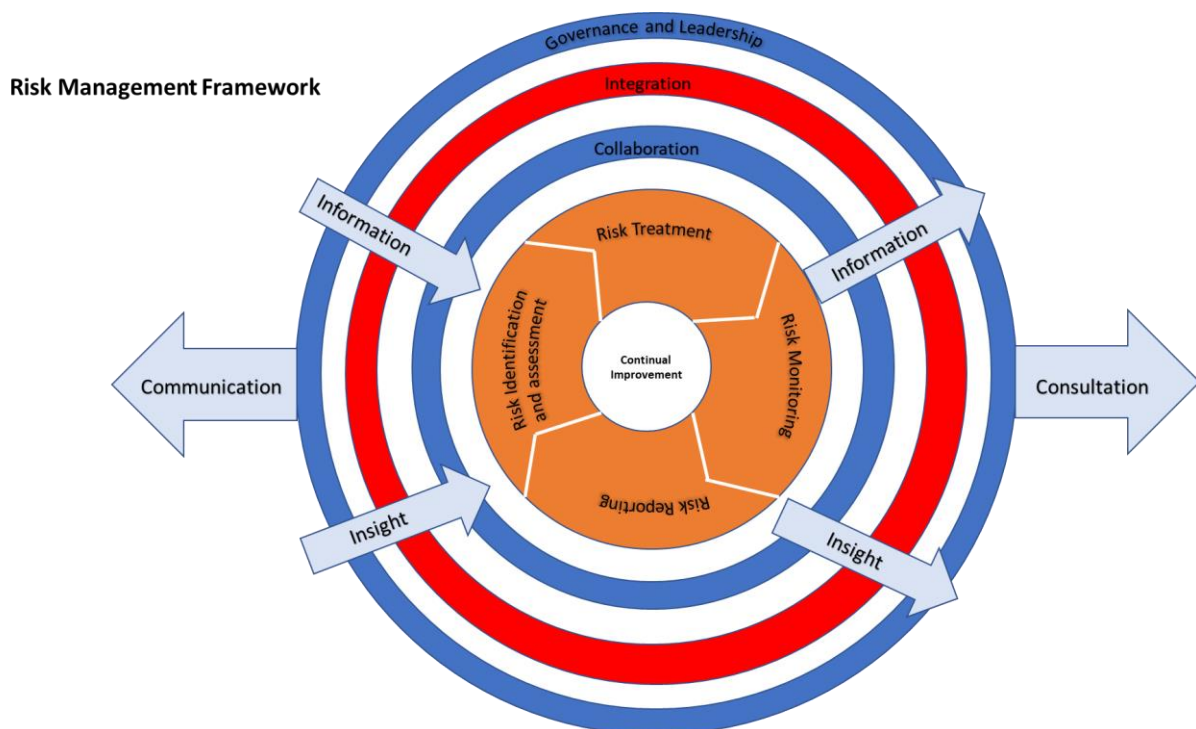 Governance and Leadership
Risk Management Framework
Integration
Collaboration
Information
Risk Treatment
Information
Risk Identification
and assessment
Continual
Improvement
Risk Monitoring
Communication
Consultation
Risk Reporting
Insight
Insight